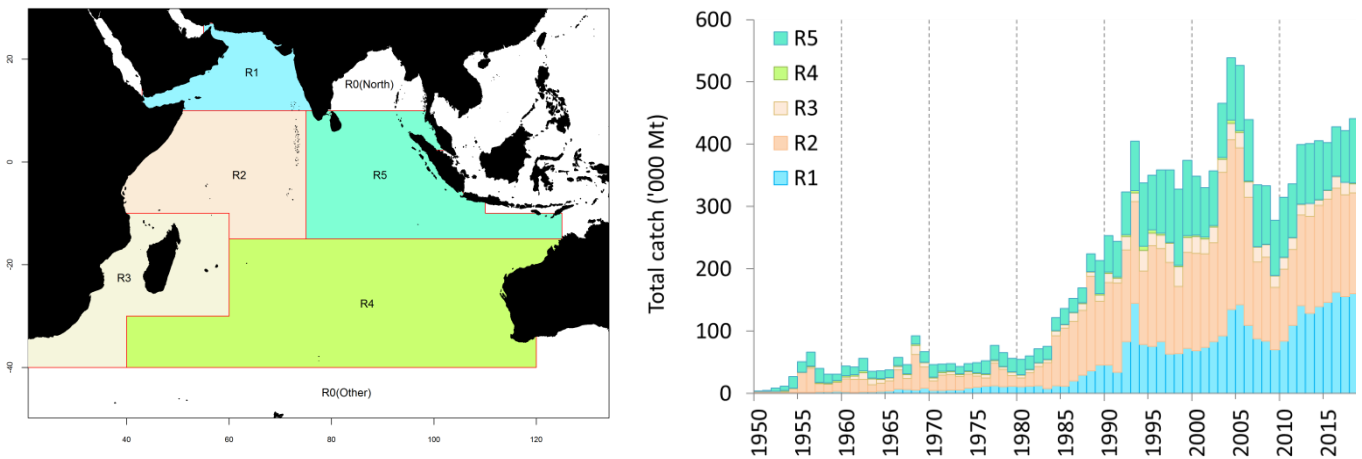 R1
R0(North)
R2
R5
R3
R4
R0(Other)
20
0
-20
-40
40
60
80
100
120
Total catch ('000 Mt)
600
500
400
300
200
100
0
R5
R4
R3
R2
R1
1950
1955
1960
1965
1970
1975
1980
1985
1990
1995
2000
2005
2010
2015